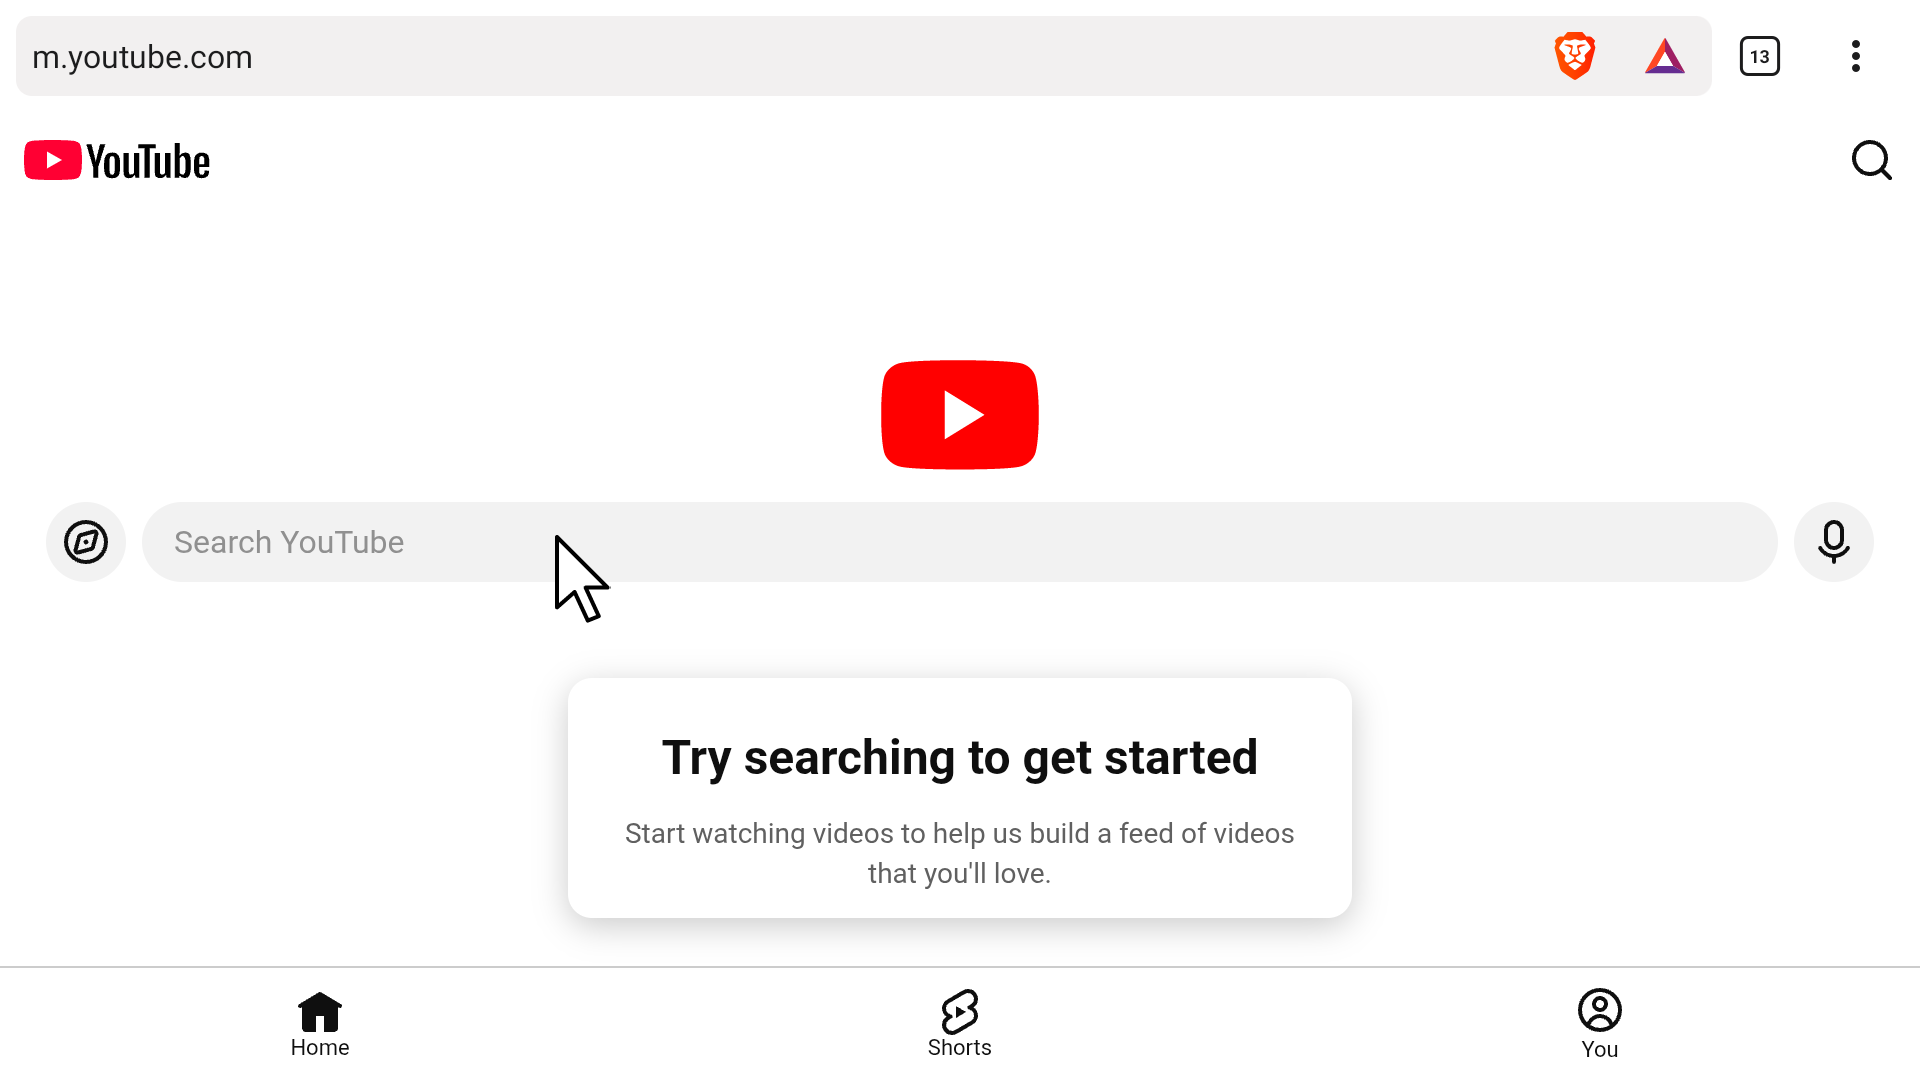 m.youtube.com
13
YouTube
Search YouTube
Try searching to get started
Start watching videos to help us build a feed of videos
that you'll love.
Home
Shorts
You